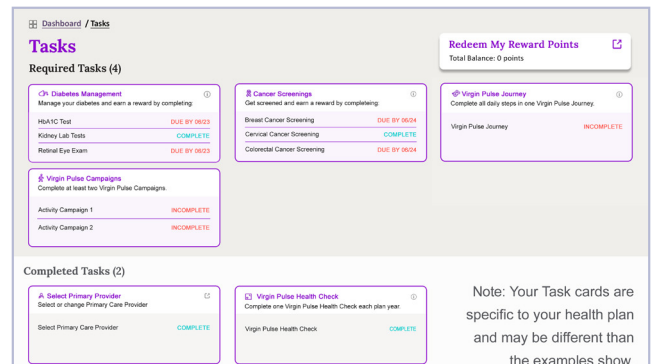 Dashboard / Tasks
Tasks
Required Tasks (4)
Redeem My Reward Points
Total Balance: 0 points
Diabetes Management
Manage your diabetes and earn a reward by completing:
HbA1C Test DUE BY 06/23
Kidney Lab Tests COMPLETE
Retinal Eye Exam DUE BY 06/23
Cancer Screenings
Get screened and earn a reward by completeing:
Breast Cancer Screening DUE BY 06/24
Cervical Cancer Screening COMPLETE
Colorectal Cancer Screening DUE BY 06/24
Virgin Pulse Journey
Complete all daily steps in one Virgin Pulse Journey.
Virgin Pulse Journey INCOMPLETE
Virgin Pulse Campaigns
Complete at least two Virgin Pulse Campaigns.
Activity Campaign 1 INCOMPLETE
Activity Campaign 2 INCOMPLETE
Completed Tasks (2)
Select Primary Provider
Select or change Primary Care Provider
Select Primary Care Provider COMPLETE
Virgin Pulse Health Check
Complete one Virgin Pulse Health Check each plan year.
Virgin Pulse Health Check COMPLETE
Note: Your Task cards are
specific to your health plan
and may be different than
the examples show